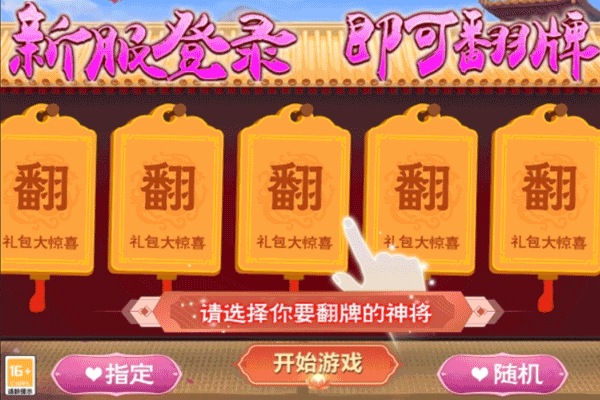 新服登录 即可翻牌
翻 翻 翻 翻 翻
礼包大惊喜 礼包大惊喜 礼包大惊喜 礼包大惊喜 礼包大惊喜
请选择你要翻牌的神将
16+
指定 开始游戏 随机